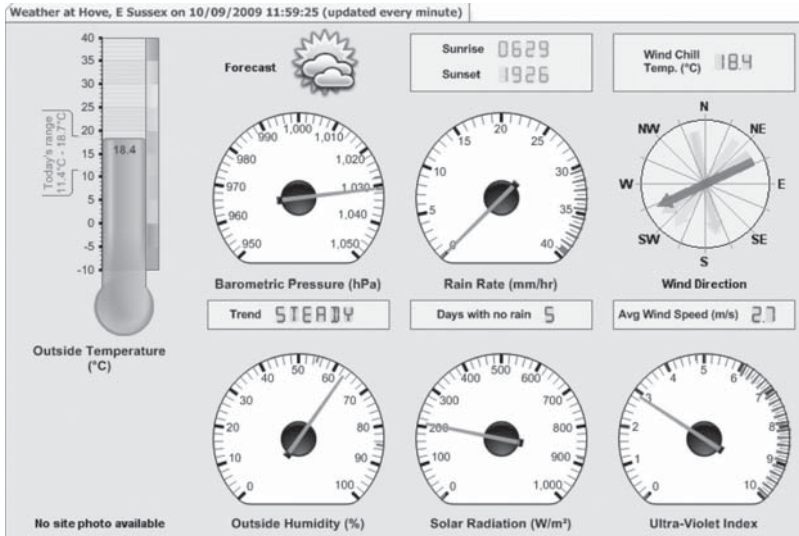 Weather at Hove, E Sussex on 10/09/2009 11:59:25 (updated every minute)
40
35
30
25
20
15
10
5
0
-5
-10
Today's range
11.4°C - 18.7°C
18.4
Outside Temperature
(°C)
No site photo available
Forecast
Sunrise 0629
Sunset 1926
Wind Chill
Temp. (°C) 18.4
950
960
970
980
990
1,000
1,010
1,020
1,030
1,040
1,050
Barometric Pressure (hPa)
0
5
10
15
20
25
30
35
40
Rain Rate (mm/hr)
N
NE
E
SE
S
SW
W
NW
Wind Direction
Trend STEADY
Days with no rain 5
Avg Wind Speed (m/s) 2.7
0
10
20
30
40
50
60
70
80
90
100
Outside Humidity (%)
0
100
200
300
400
500
600
700
800
900
1,000
Solar Radiation (W/m²)
0
1
2
3
4
5
6
7
8
9
10
Ultra-Violet Index